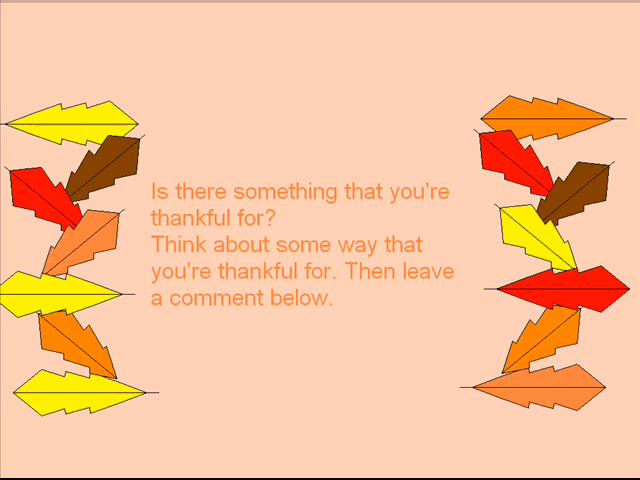 Is there something that you're
thankful for?
Think about some way that
you're thankful for. Then leave
a comment below.